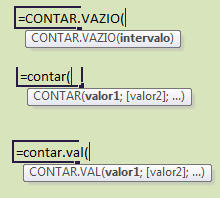 =CONTAR.VAZIO(
CONTAR.VAZIO(intervalo)
=contar(
CONTAR(valor1; [valor2]; ...)
=contar.val(
CONTAR.VAL(valor1; [valor2]; ...)